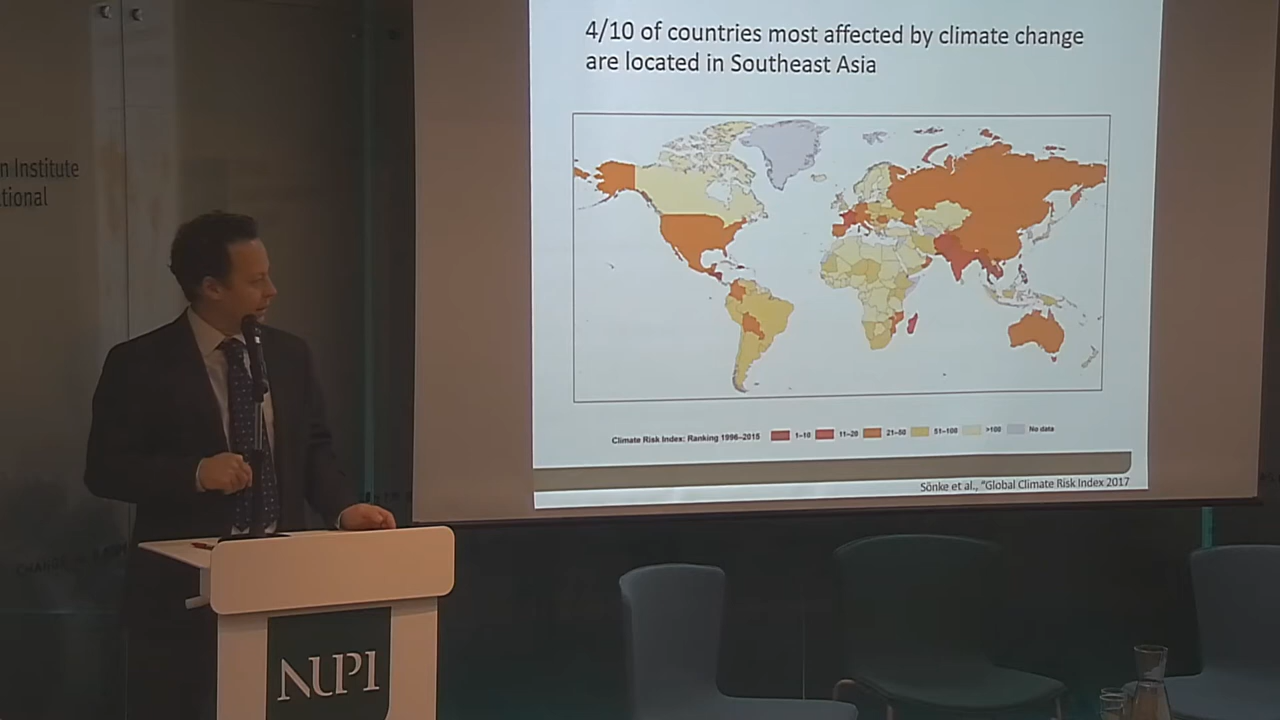 4/10 of countries most affected by climate change
are located in Southeast Asia
n Institute
tional
Climate Risk Index: Ranking 1996–2015 1–10 11–20 21–50 51–100 >100 No data
Sönke et al., "Global Climate Risk Index 2017
NUPI